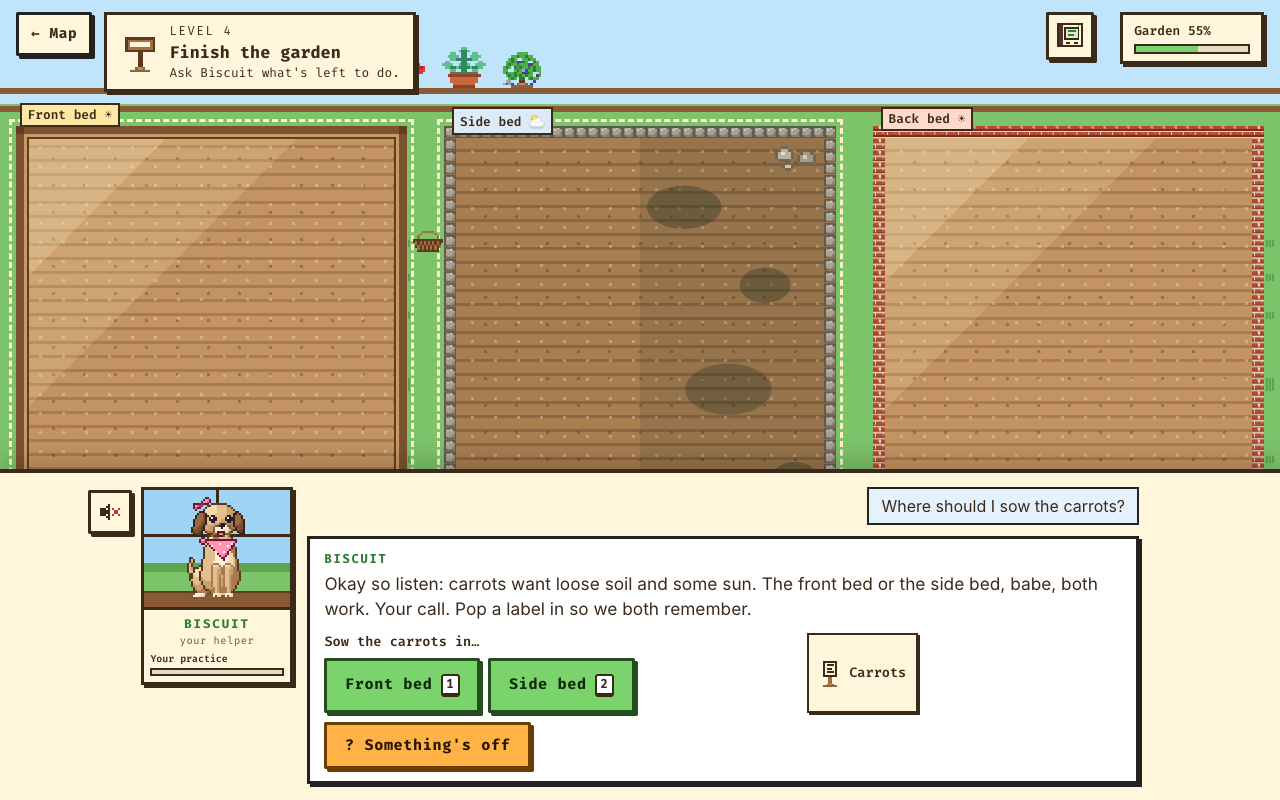 ← Map
LEVEL 4
Finish the garden
Ask Biscuit what's left to do.
Garden 55%
Front bed ☀
Side bed ⛅
Back bed ☀
Where should I sow the carrots?
BISCUIT
your helper
Your practice
BISCUIT
Okay so listen: carrots want loose soil and some sun. The front bed or the side bed, babe, both
work. Your call. Pop a label in so we both remember.
Sow the carrots in…
Front bed 1
Side bed 2
Carrots
? Something's off